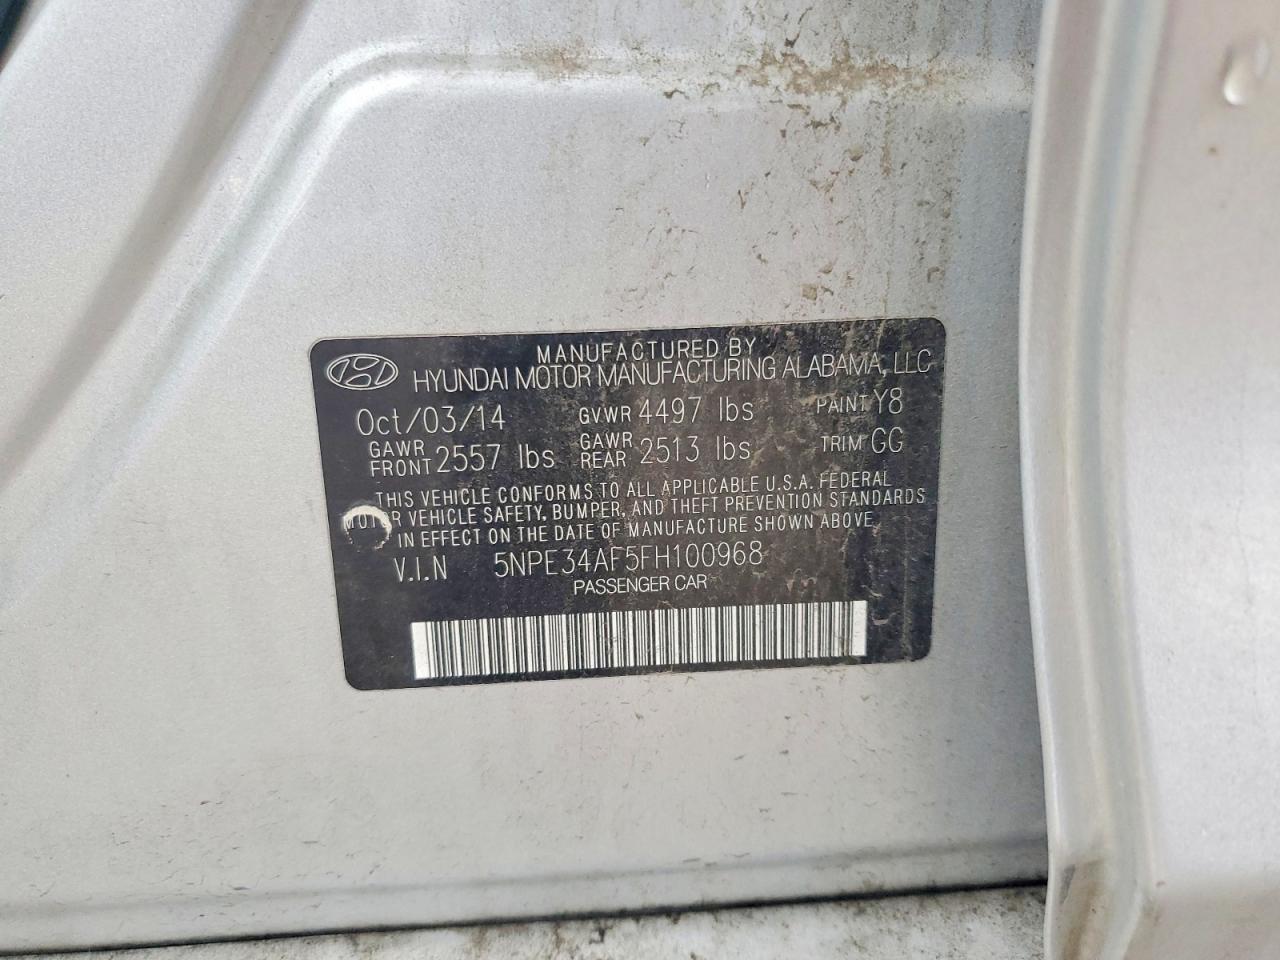 MANUFACTURED BY
HYUNDAI MOTOR MANUFACTURING ALABAMA, LLC
Oct/03/14 GVWR 4497 lbs PAINT Y8
GAWR FRONT 2557 lbs GAWR REAR 2513 lbs TRIM GG
THIS VEHICLE CONFORMS TO ALL APPLICABLE U.S.A. FEDERAL
MOTOR VEHICLE SAFETY, BUMPER, AND THEFT PREVENTION STANDARDS
IN EFFECT ON THE DATE OF MANUFACTURE SHOWN ABOVE
V.I.N 5NPE34AF5FH100968
PASSENGER CAR